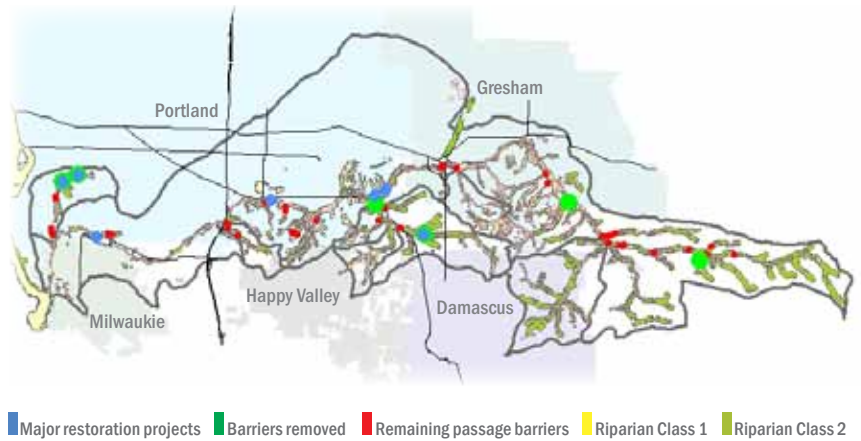 Gresham
Portland
Happy Valley
Damascus
Milwaukie
Major restoration projects Barriers removed Remaining passage barriers Riparian Class 1 Riparian Class 2